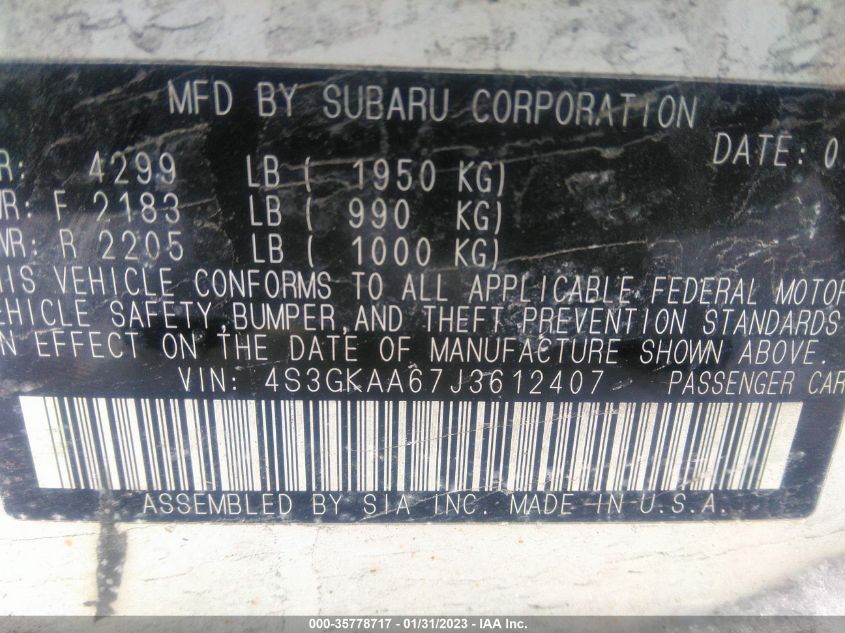 MFD BY SUBARU CORPORATION
DATE: 0
R: 4299 LB ( 1950 KG)
WR: F 2183 LB ( 990 KG)
WR: R 2205 LB ( 1000 KG)
HIS VEHICLE CONFORMS TO ALL APPLICABLE FEDERAL MOTOR
EHICLE SAFETY,BUMPER,AND THEFT PREVENTION STANDARDS
N EFFECT ON THE DATE OF MANUFACTURE SHOWN ABOVE.
VIN: 4S3GKAA67J3612407 PASSENGER CAR
ASSEMBLED BY SIA INC. MADE IN U.S.A.
000-35778717 - 01/31/2023 - IAA Inc.